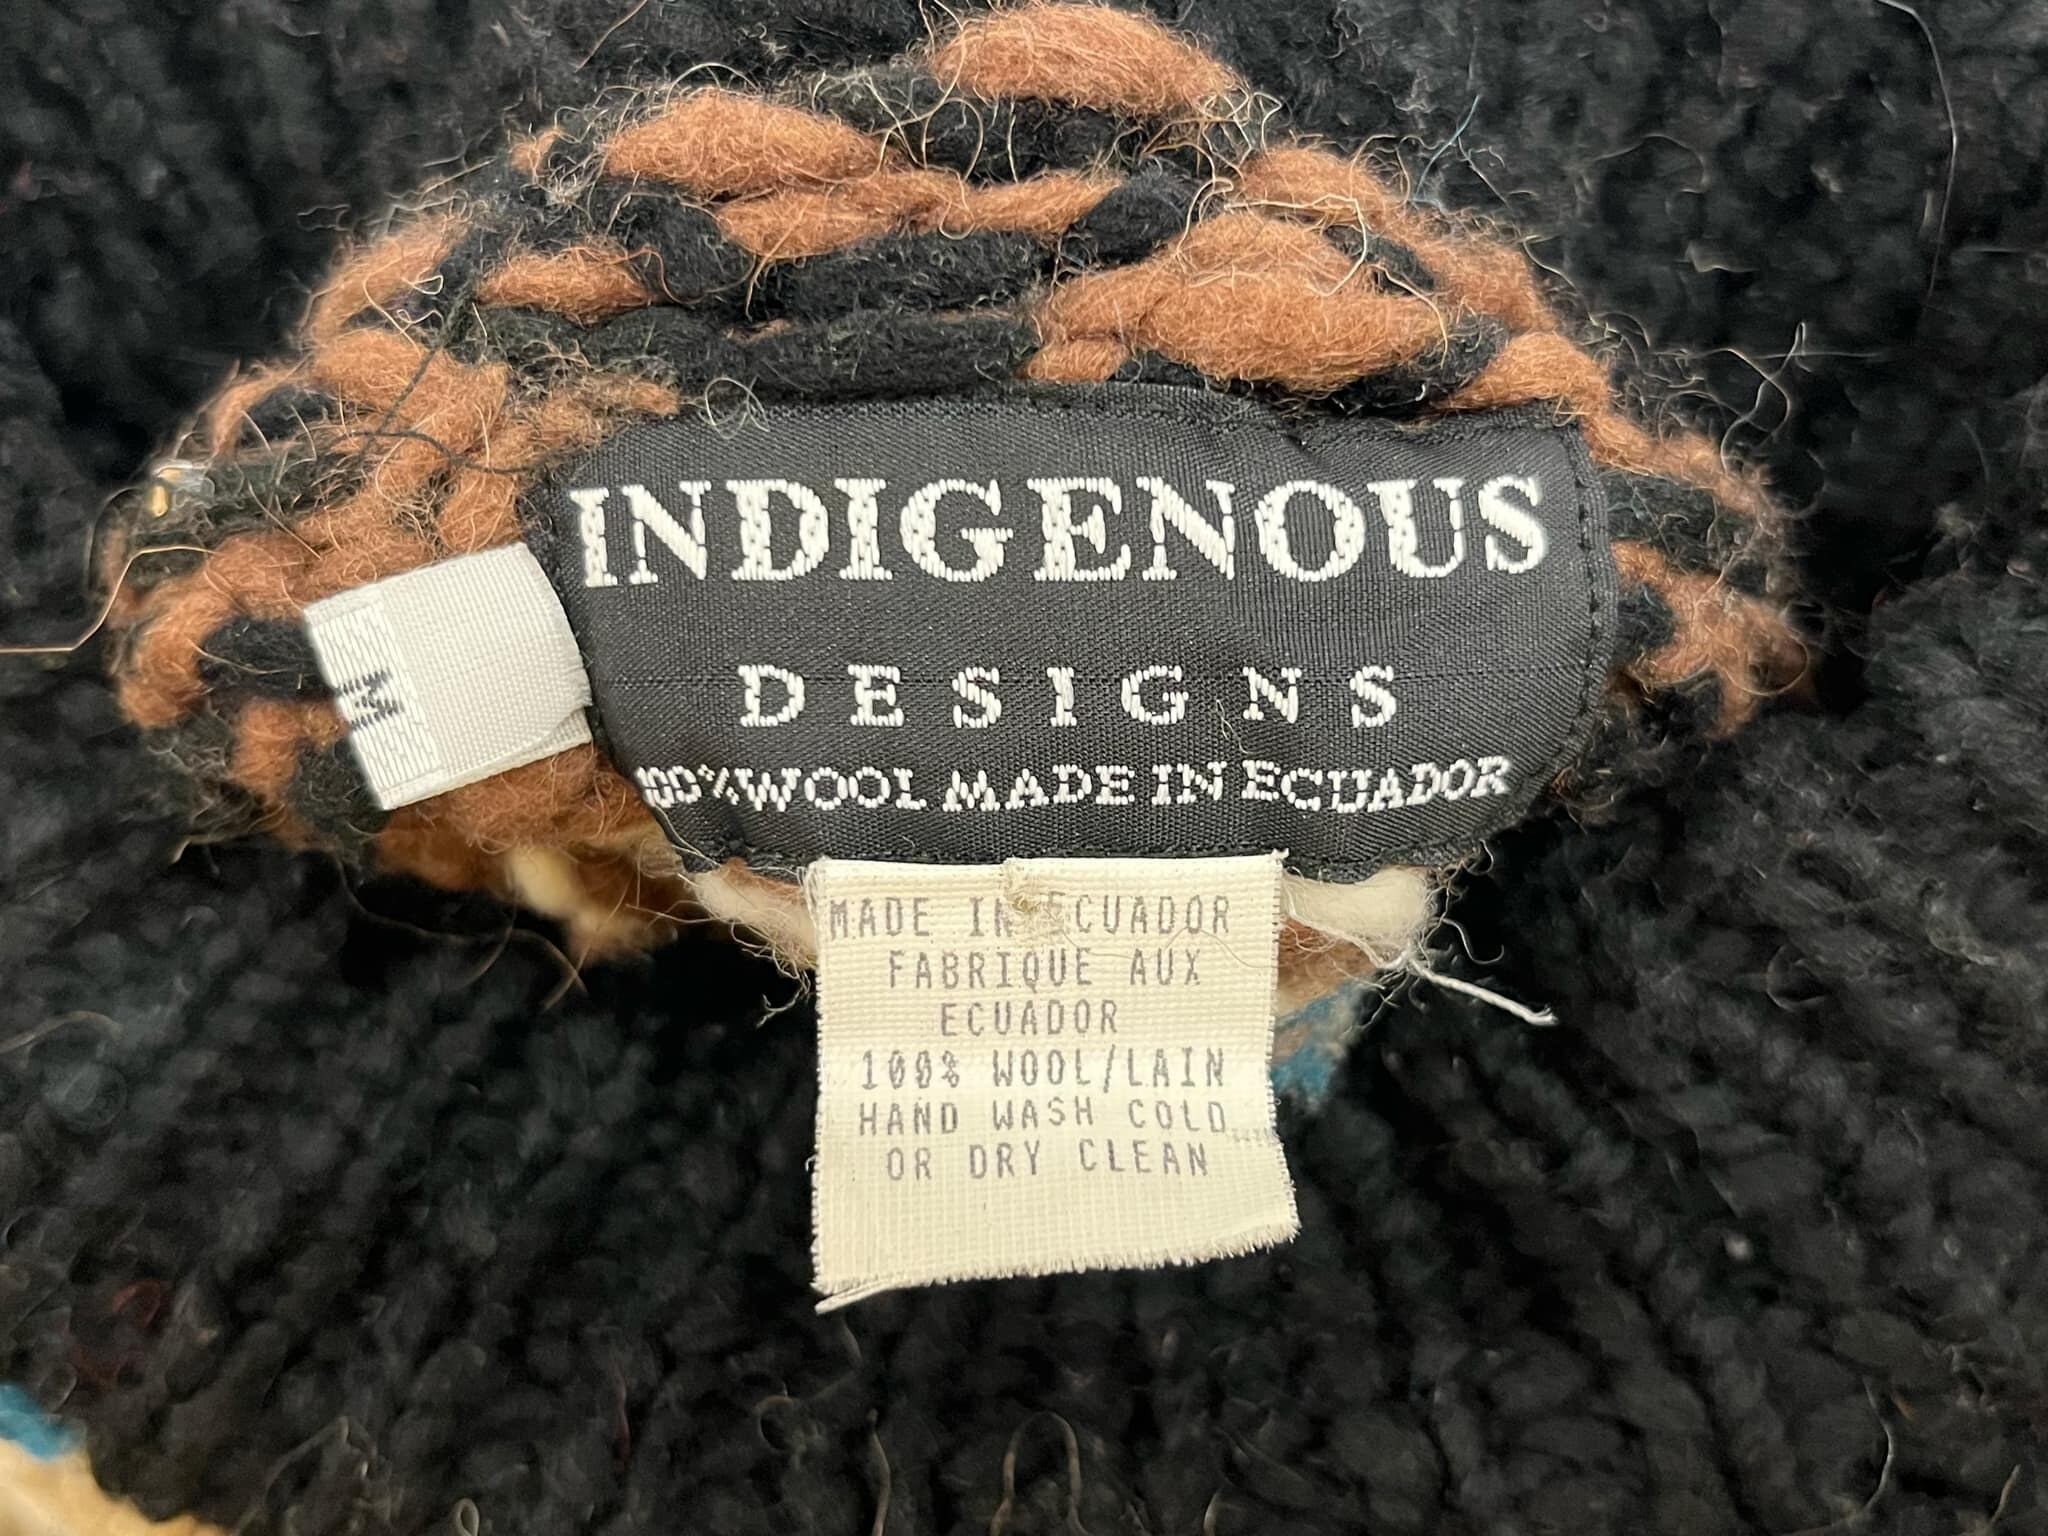 INDIGENOUS
DESIGNS
100% WOOL MADE IN ECUADOR
M
MADE IN ECUADOR
FABRIQUE AUX
ECUADOR
100% WOOL/LAIN
HAND WASH COLD
OR DRY CLEAN